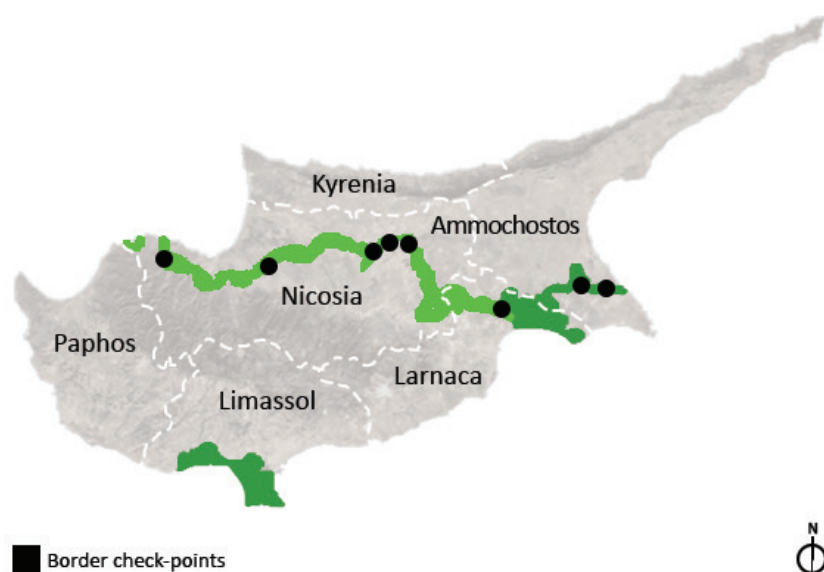 Kyrenia
Ammochostos
Nicosia
Paphos
Larnaca
Limassol
N
Border check-points